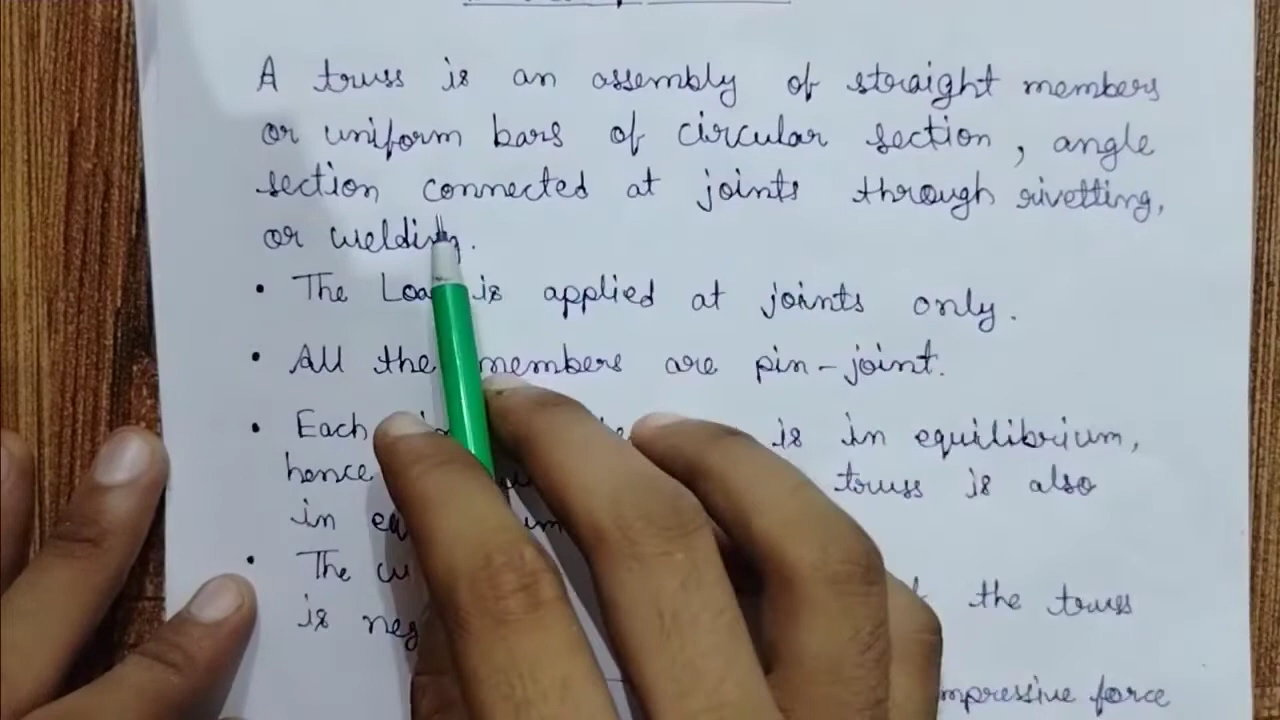 A truss is an assembly of straight members
or uniform bars of circular section, angle
section connected at joints through rivetting,
or welding.
• The Load is applied at joints only.
• All the members are pin-joint.
• Each is in equilibrium,
hence truss is also
in
• The the truss
is
force